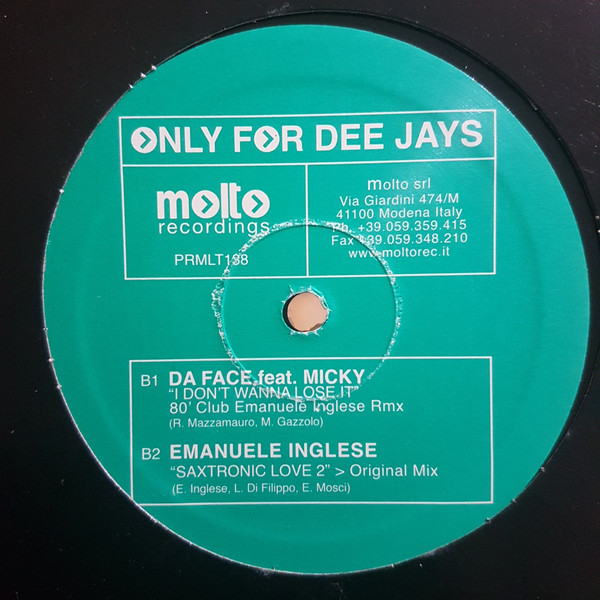 ONLY FOR DEE JAYS
molto
recordings
PRMLT138
molto srl
Via Giardini 474/M
41100 Modena Italy
Ph. +39.059.359.415
Fax +39.059.348.210
www.moltorec.it
B1 DA FACE feat. MICKY
“I DON'T WANNA LOSE IT”
80’ Club Emanuele Inglese Rmx
(R. Mazzamauro, M. Gazzolo)
B2 EMANUELE INGLESE
“SAXTRONIC LOVE 2” > Original Mix
(E. Inglese, L. Di Filippo, E. Mosci)